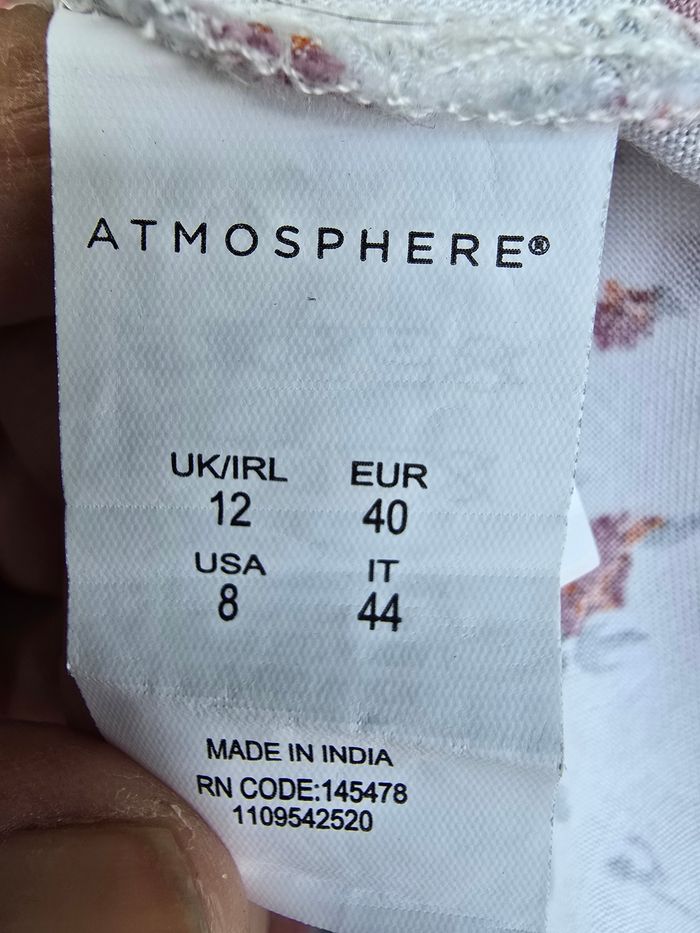 ATMOSPHERE®
UK/IRL EUR
12 40
USA IT
8 44
MADE IN INDIA
RN CODE:145478
1109542520